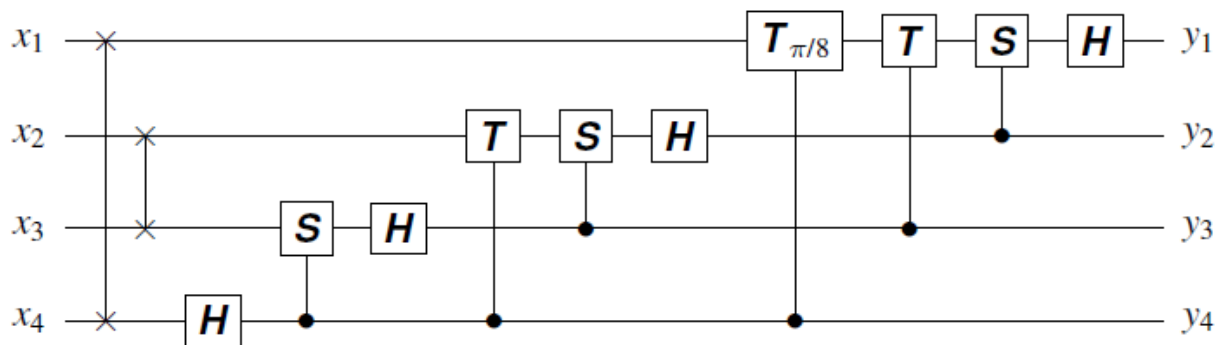 x₁ T π/8 T S H y₁
x₂ T S H y₂
x₃ S H y₃
x₄ H y₄